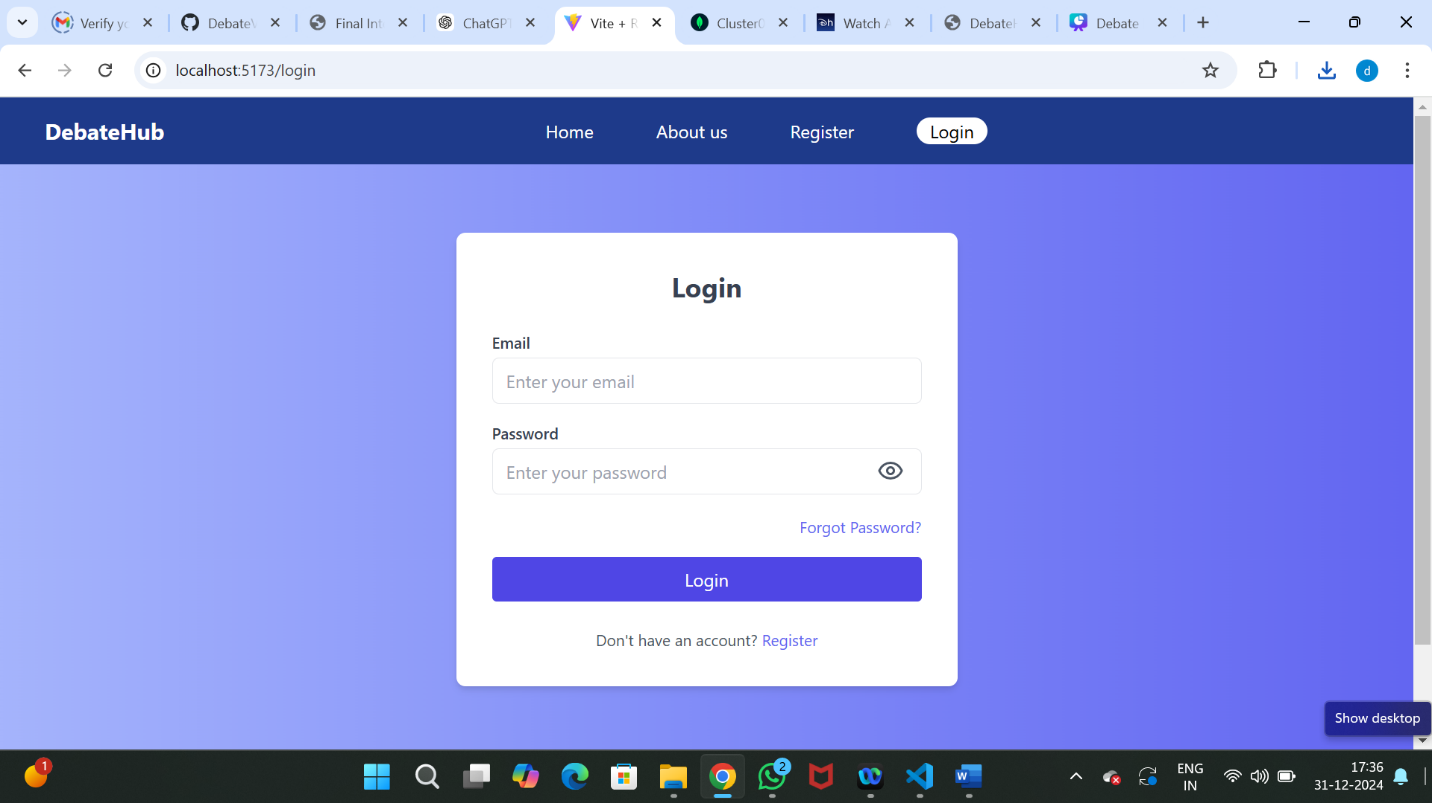 Verify yo
Debate
Final Int
ChatGPT
Vite + R
Cluster0
Watch A
Debate
Debate
localhost:5173/login
d
DebateHub
Home
About us
Register
Login
Login
Email
Enter your email
Password
Enter your password
Forgot Password?
Login
Don't have an account? Register
Show desktop
1
2
W
ENG
IN
17:36
31-12-2024